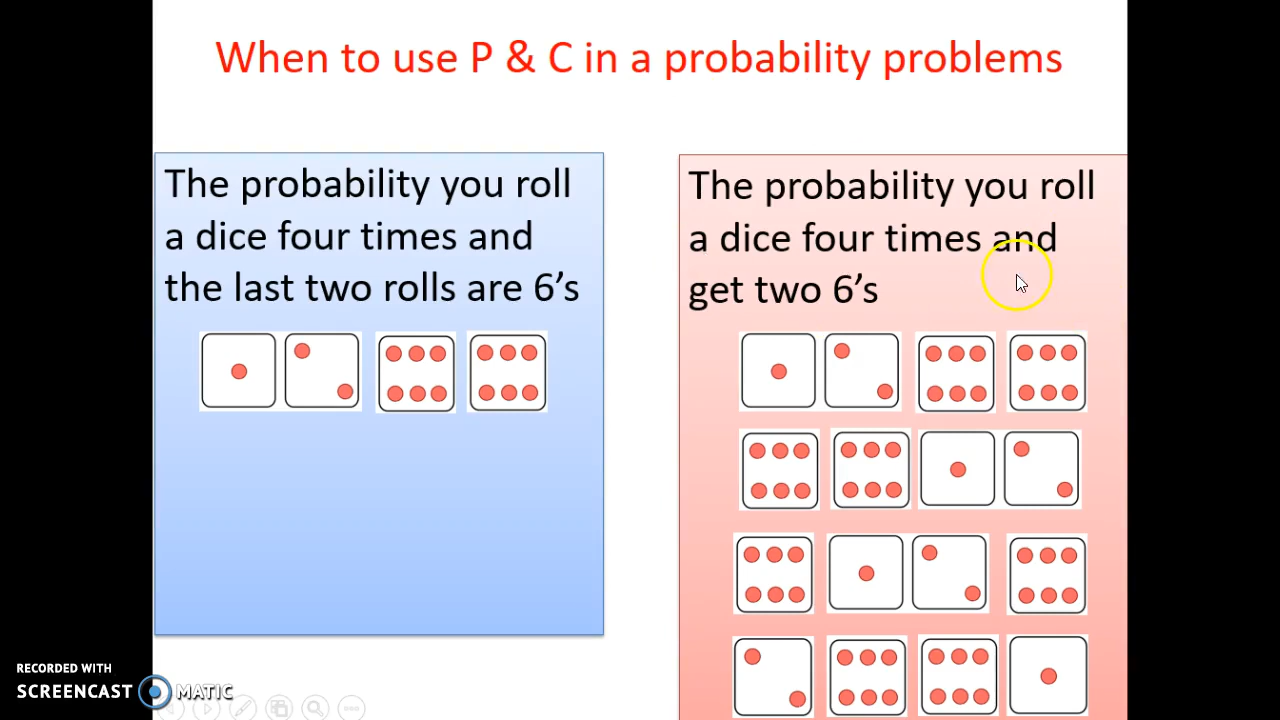 When to use P & C in a probability problems
The probability you roll
a dice four times and
the last two rolls are 6's
The probability you roll
a dice four times and
get two 6's
RECORDED WITH
SCREENCAST MATIC